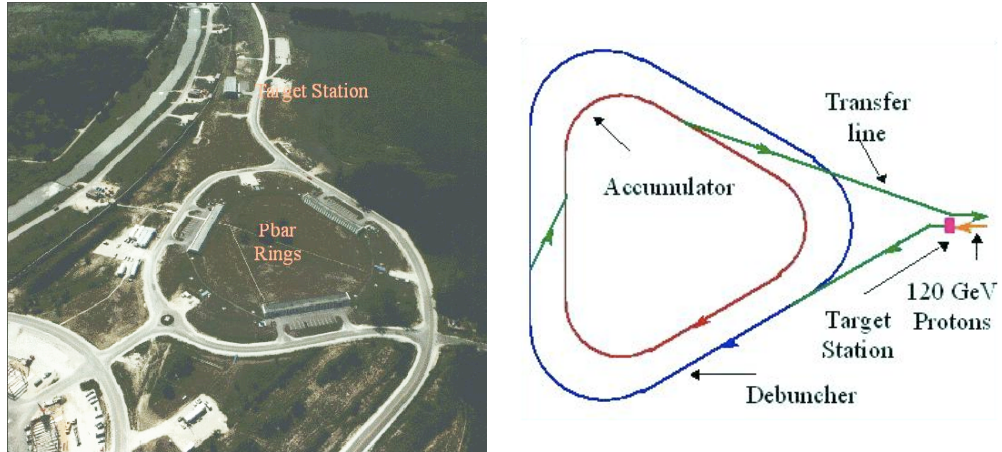 Target Station
Pbar
Rings
Transfer
line
Accumulator
120 GeV
Protons
Target
Station
Debuncher